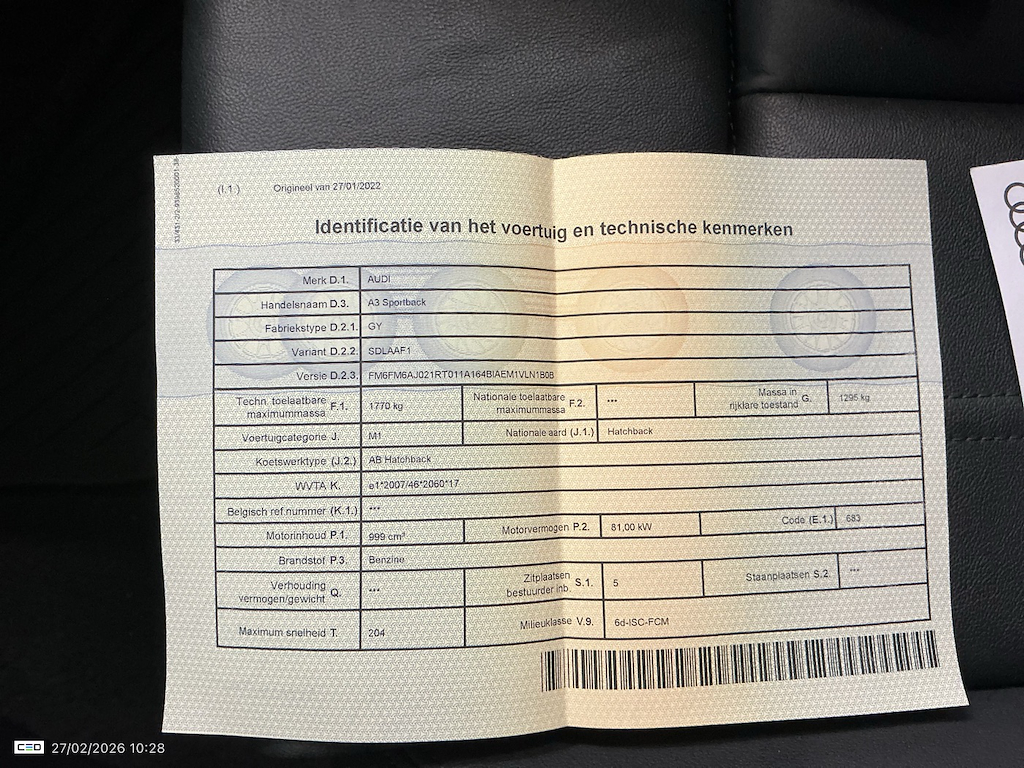 (I.1.) Origineel van 27/01/2022
Identificatie van het voertuig en technische kenmerken
Merk D.1. AUDI
Handelsnaam D.3. A3 Sportback
Fabriekstype D.2.1. GY
Variant D.2.2. SDLAAF1
Versie D.2.3. FM6FM6AJ021RT011A164BIAEM1VLN1B0B
Techn. toelaatbare maximummassa F.1. 1770 kg Nationale toelaatbare maximummassa F.2. *** Massa in rijklare toestand G. 1295 kg
Voertuigcategorie J. M1 Nationale aard (J.1.) Hatchback
Koetswerktype (J.2.) AB Hatchback
WVTA K. e1*2007/46*2060*17
Belgisch ref.nummer (K.1.) ***
Motorinhoud P.1. 999 cm³ Motorvermogen P.2. 81,00 kW Code (E.1.) 683
Brandstof P.3. Benzine
Verhouding vermogen/gewicht Q. *** Zitplaatsen bestuurder inb. S.1. 5 Staanplaatsen S.2. ***
Maximum snelheid T. 204 Milieuklasse V.9. 6d-ISC-FCM
CEO 27/02/2026 10:28